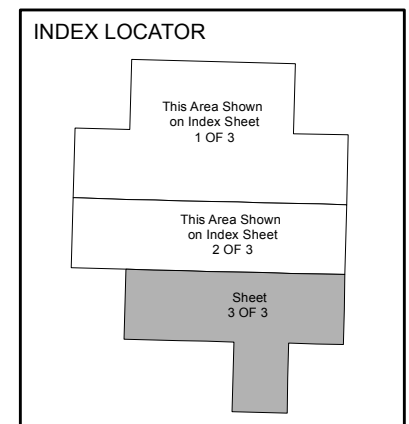 INDEX LOCATOR
This Area Shown
on Index Sheet
1 OF 3
This Area Shown
on Index Sheet
2 OF 3
Sheet
3 OF 3